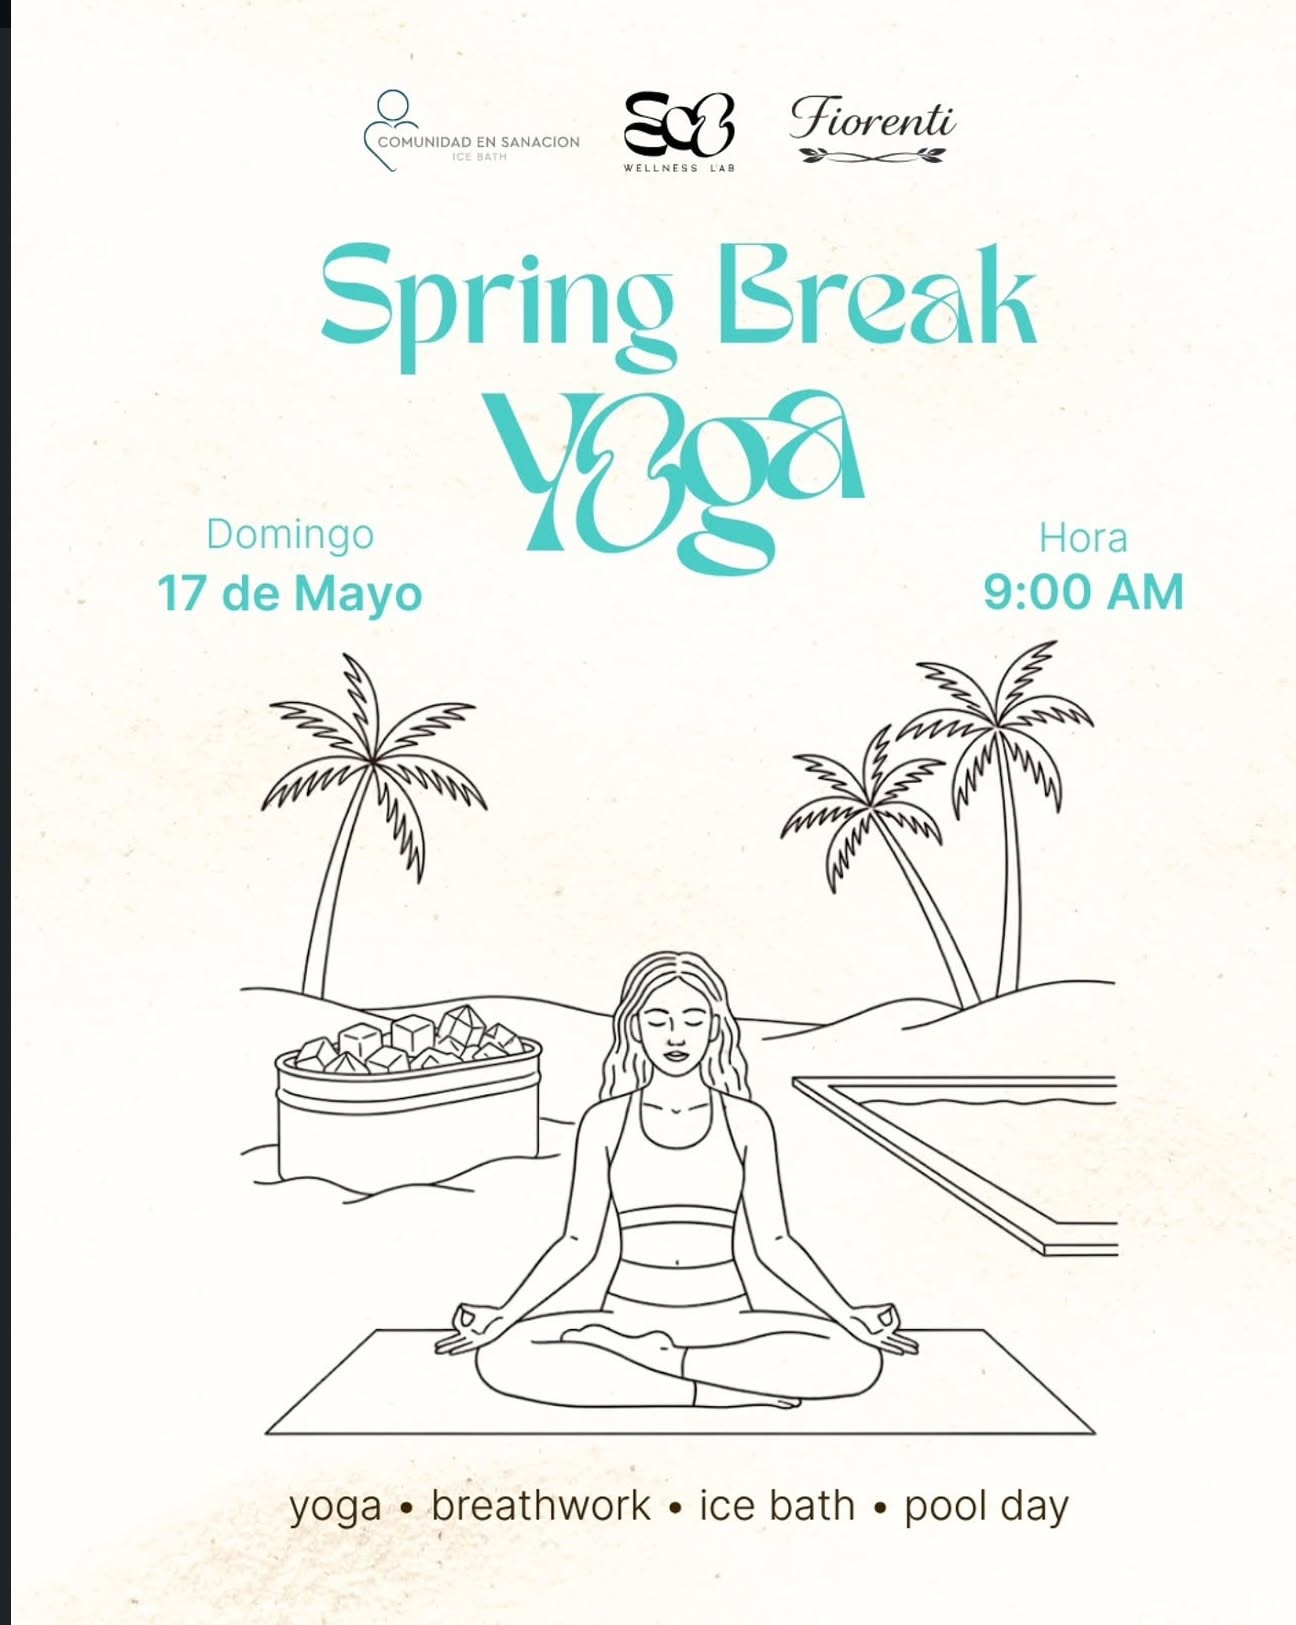 COMUNIDAD EN SANACION
ICE BATH
WELLNESS LAB
Fiorenti
Spring Break
Yoga
Domingo
17 de Mayo
Hora
9:00 AM
yoga • breathwork • ice bath • pool day